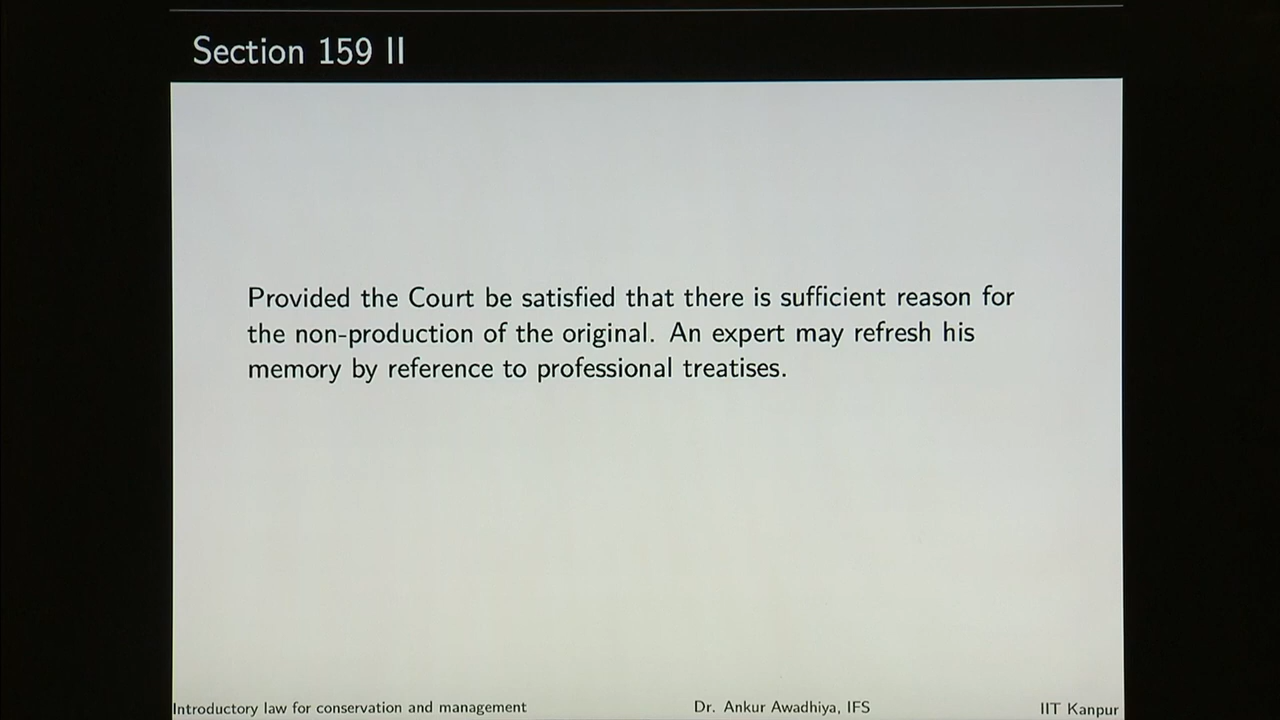 Section 159 II
Provided the Court be satisfied that there is sufficient reason for
the non-production of the original. An expert may refresh his
memory by reference to professional treatises.
Introductory law for conservation and management Dr. Ankur Awadhiya, IFS IIT Kanpur